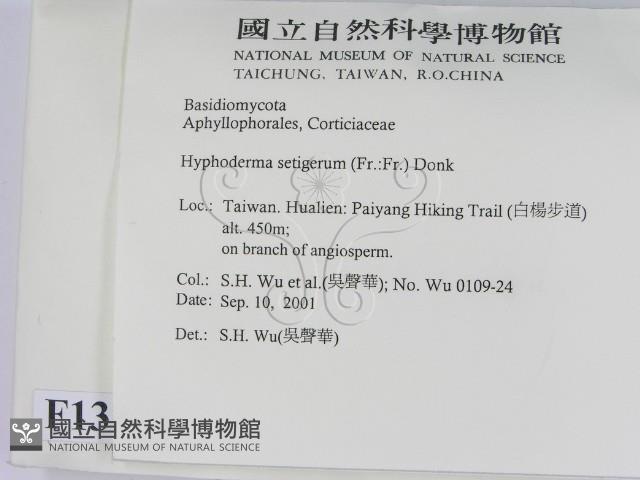 國立自然科學博物館
NATIONAL MUSEUM OF NATURAL SCIENCE
TAICHUNG, TAIWAN, R.O.CHINA
Basidiomycota
Aphyllophorales, Corticiaceae
Hyphoderma setigerum (Fr.:Fr.) Donk
Loc.: Taiwan. Hualien: Paiyang Hiking Trail (白楊步道)
alt. 450m;
on branch of angiosperm.
Col.: S.H. Wu et al.(吳聲華); No. Wu 0109-24
Date: Sep. 10, 2001
Det.: S.H. Wu(吳聲華)
F13
國立自然科學博物館
NATIONAL MUSEUM OF NATURAL SCIENCE